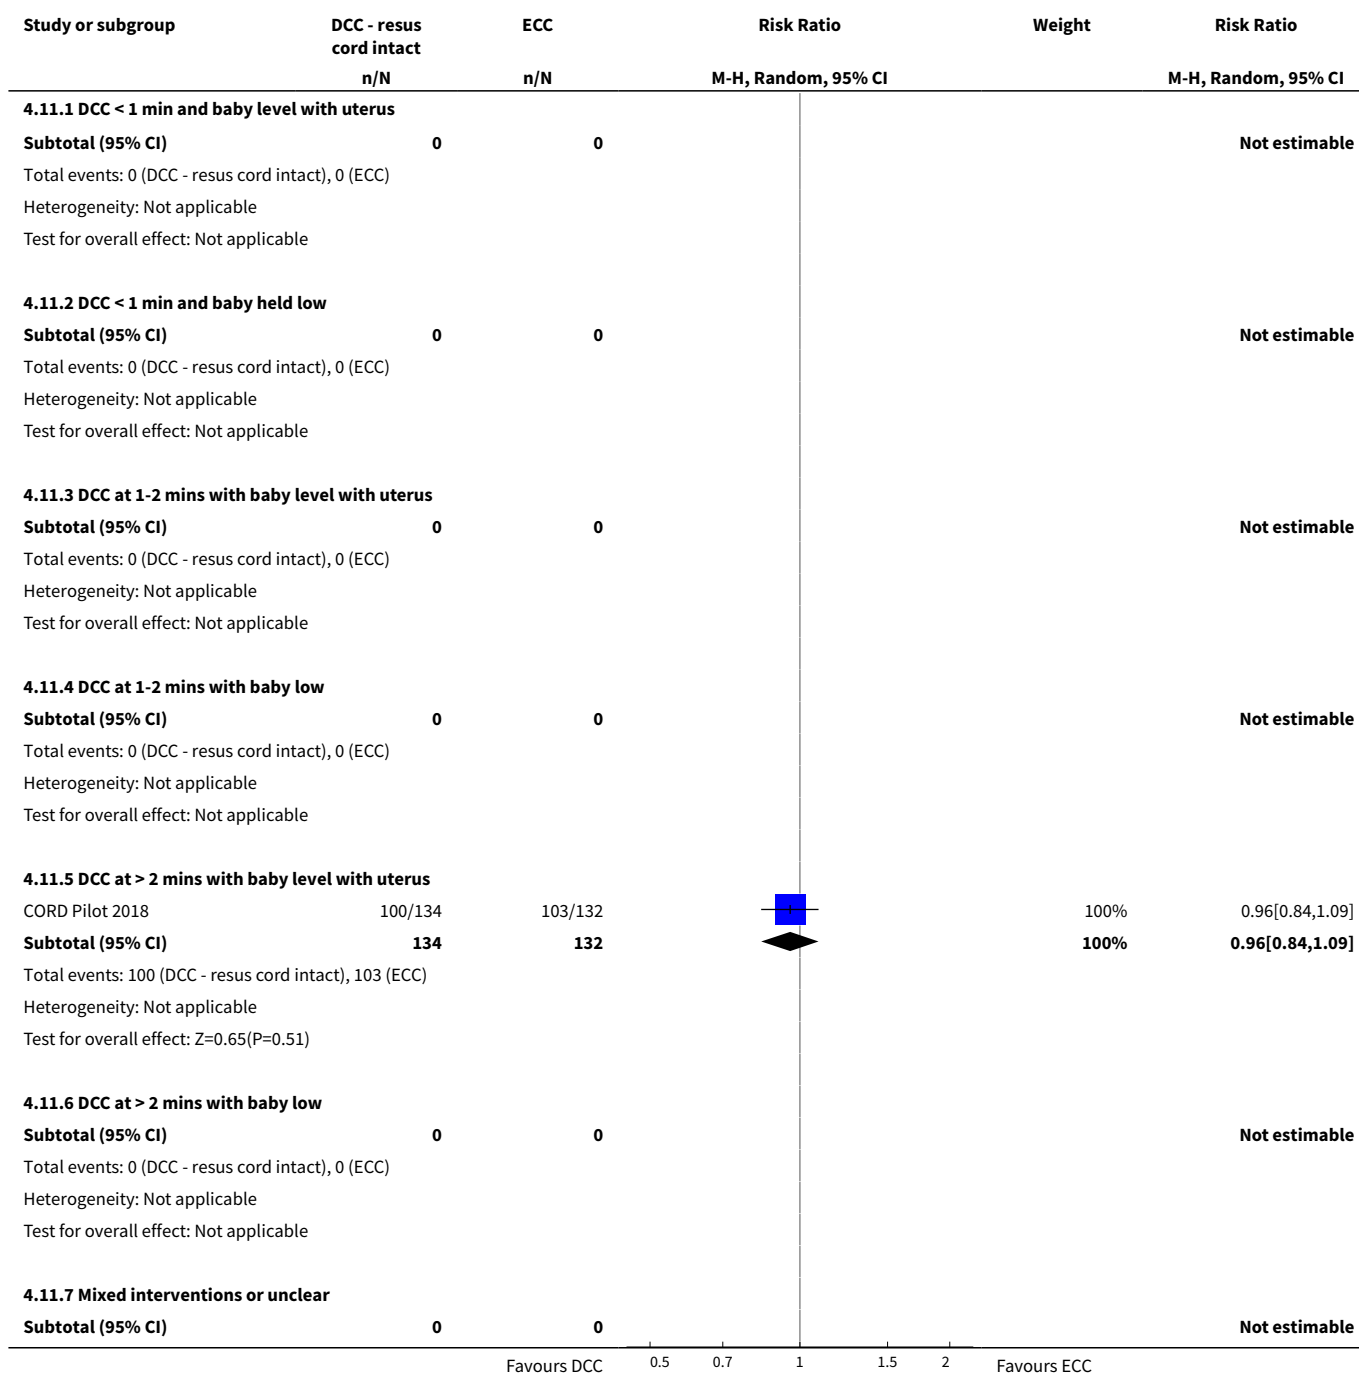 Study or subgroup DCC - resus cord intact ECC Risk Ratio Weight Risk Ratio
n/N n/N M-H, Random, 95% CI M-H, Random, 95% CI
4.11.1 DCC < 1 min and baby level with uterus
Subtotal (95% CI) 0 0 Not estimable
Total events: 0 (DCC - resus cord intact), 0 (ECC)
Heterogeneity: Not applicable
Test for overall effect: Not applicable
4.11.2 DCC < 1 min and baby held low
Subtotal (95% CI) 0 0 Not estimable
Total events: 0 (DCC - resus cord intact), 0 (ECC)
Heterogeneity: Not applicable
Test for overall effect: Not applicable
4.11.3 DCC at 1-2 mins with baby level with uterus
Subtotal (95% CI) 0 0 Not estimable
Total events: 0 (DCC - resus cord intact), 0 (ECC)
Heterogeneity: Not applicable
Test for overall effect: Not applicable
4.11.4 DCC at 1-2 mins with baby low
Subtotal (95% CI) 0 0 Not estimable
Total events: 0 (DCC - resus cord intact), 0 (ECC)
Heterogeneity: Not applicable
Test for overall effect: Not applicable
4.11.5 DCC at > 2 mins with baby level with uterus
CORD Pilot 2018 100/134 103/132 100% 0.96[0.84,1.09]
Subtotal (95% CI) 134 132 100% 0.96[0.84,1.09]
Total events: 100 (DCC - resus cord intact), 103 (ECC)
Heterogeneity: Not applicable
Test for overall effect: Z=0.65(P=0.51)
4.11.6 DCC at > 2 mins with baby low
Subtotal (95% CI) 0 0 Not estimable
Total events: 0 (DCC - resus cord intact), 0 (ECC)
Heterogeneity: Not applicable
Test for overall effect: Not applicable
4.11.7 Mixed interventions or unclear
Subtotal (95% CI) 0 0 Not estimable
Favours DCC 0.5 0.7 1 1.5 2 Favours ECC